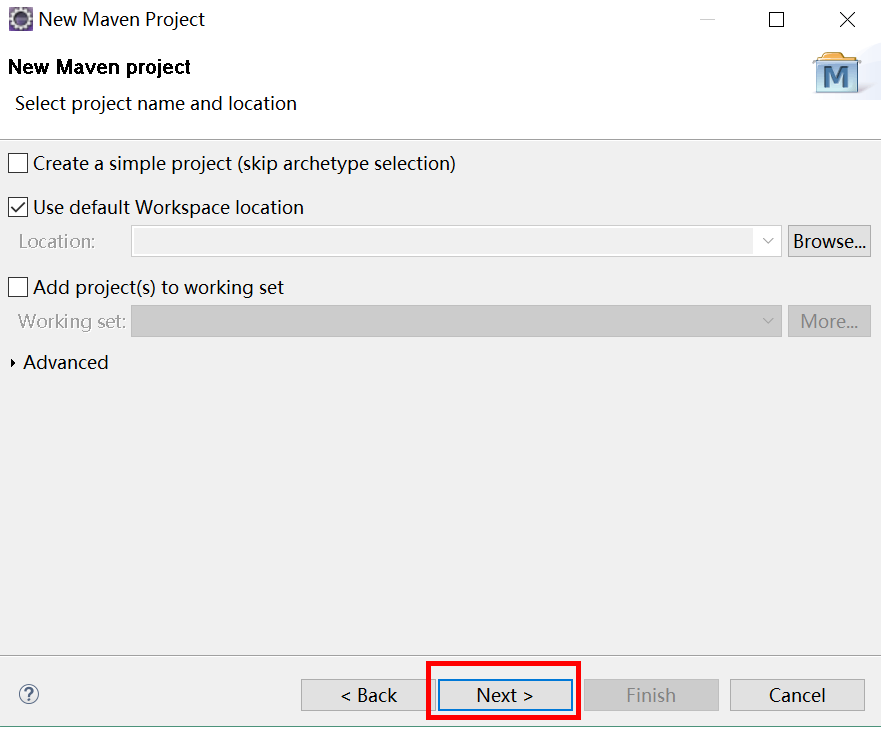 New Maven Project
New Maven project
Select project name and location
M
Create a simple project (skip archetype selection)
Use default Workspace location
Location: Browse...
Add project(s) to working set
Working set: More...
Advanced
? < Back Next > Finish Cancel